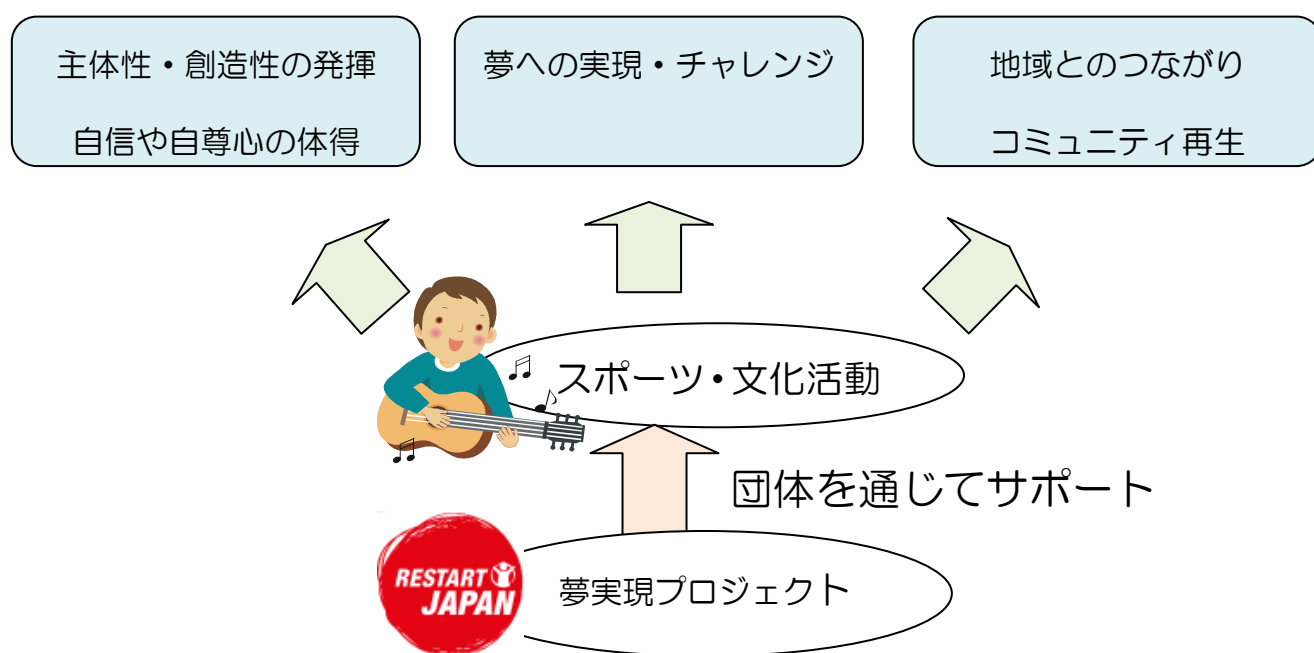 主体性・創造性の発揮
自信や自尊心の体得
夢への実現・チャレンジ
地域とのつながり
コミュニティ再生
スポーツ・文化活動
団体を通じてサポート
RESTART
JAPAN
夢実現プロジェクト